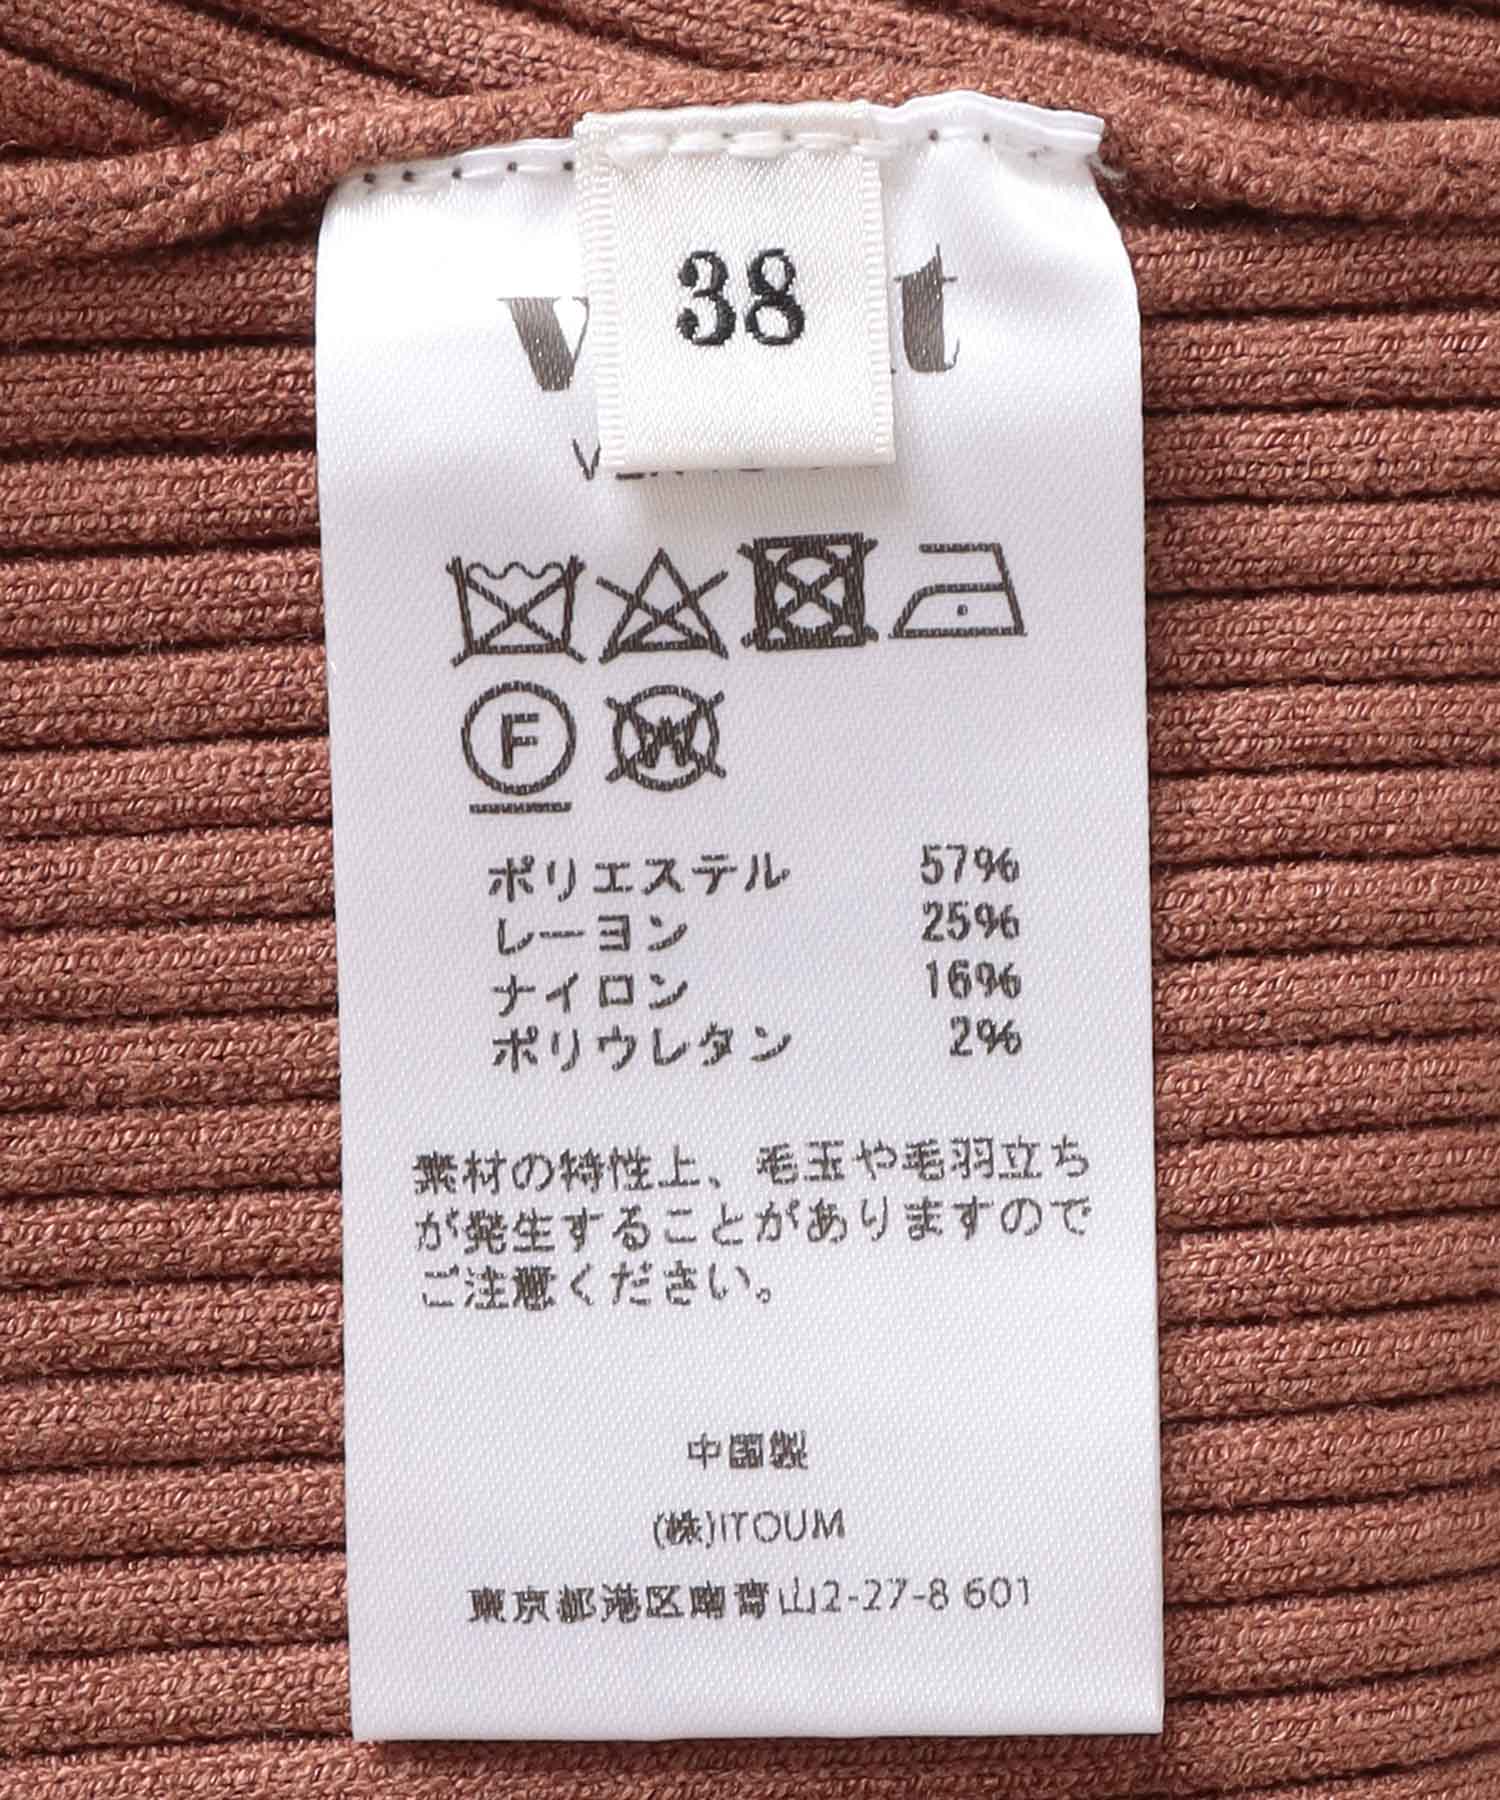 38
F
W
ポリエステル 57%
レーヨン 25%
ナイロン 16%
ポリウレタン 2%
素材の特性上、毛玉や毛羽立ち
が発生することがありますので
ご注意ください。
中国製
(株)ITOUM
東京都港区南青山2-27-8 601